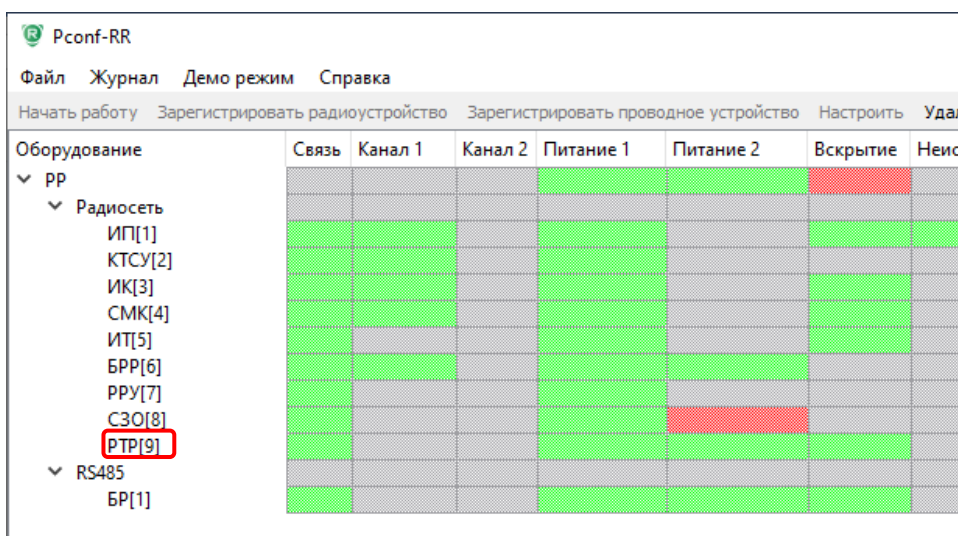 Pconf-RR
Файл Журнал Демо режим Справка
Начать работу Зарегистрировать радиоустройство Зарегистрировать проводное устройство Настроить Удал
Оборудование Связь Канал 1 Канал 2 Питание 1 Питание 2 Вскрытие Неис
РР
Радиосеть
ИП[1]
КТСУ[2]
ИК[3]
СМК[4]
ИТ[5]
БРР[6]
РРУ[7]
СЗО[8]
РТР[9]
RS485
БР[1]